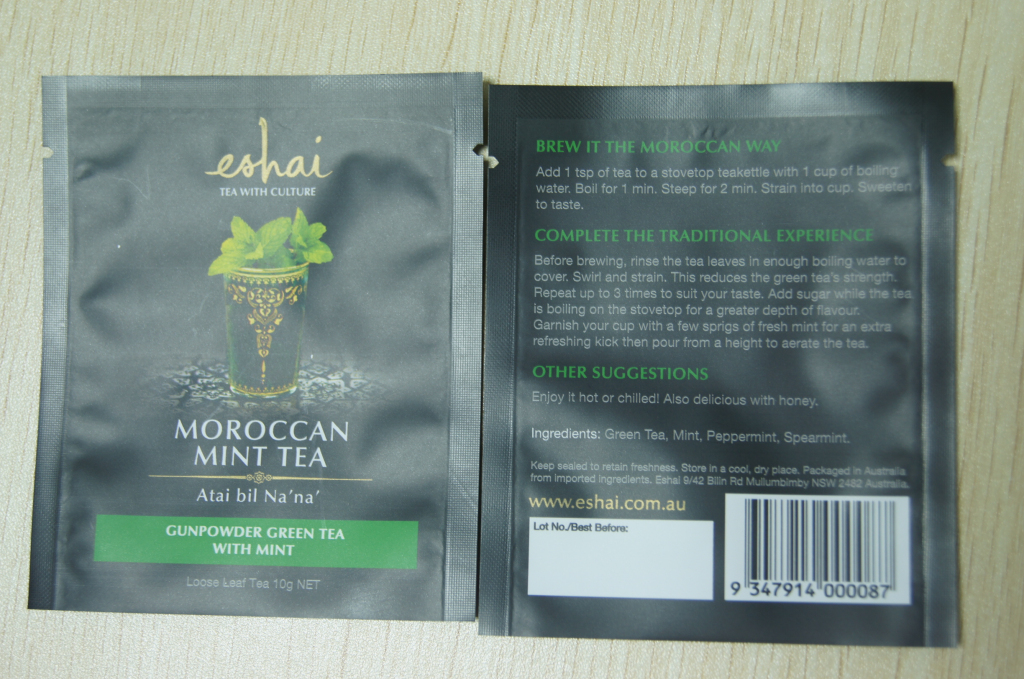 eshai
TEA WITH CULTURE
MOROCCAN
MINT TEA
Atai bil Na'na'
GUNPOWDER GREEN TEA
WITH MINT
Loose Leaf Tea 10g NET
BREW IT THE MOROCCAN WAY
Add 1 tsp of tea to a stovetop teakettle with 1 cup of boiling
water. Boil for 1 min. Steep for 2 min. Strain into cup. Sweeten
to taste.
COMPLETE THE TRADITIONAL EXPERIENCE
Before brewing, rinse the tea leaves in enough boiling water to
cover. Swirl and strain. This reduces the green tea's strength.
Repeat up to 3 times to suit your taste. Add sugar while the tea
is boiling on the stovetop for a greater depth of flavour.
Garnish your cup with a few sprigs of fresh mint for an extra
refreshing kick then pour from a height to aerate the tea.
OTHER SUGGESTIONS
Enjoy it hot or chilled! Also delicious with honey.
Ingredients: Green Tea, Mint, Peppermint, Spearmint.
Keep sealed to retain freshness. Store in a cool, dry place. Packaged in Australia
from imported ingredients. Eshai 9/42 Bilin Rd Mullumbimby NSW 2482 Australia.
www.eshai.com.au
Lot No./Best Before:
9 347914 000087